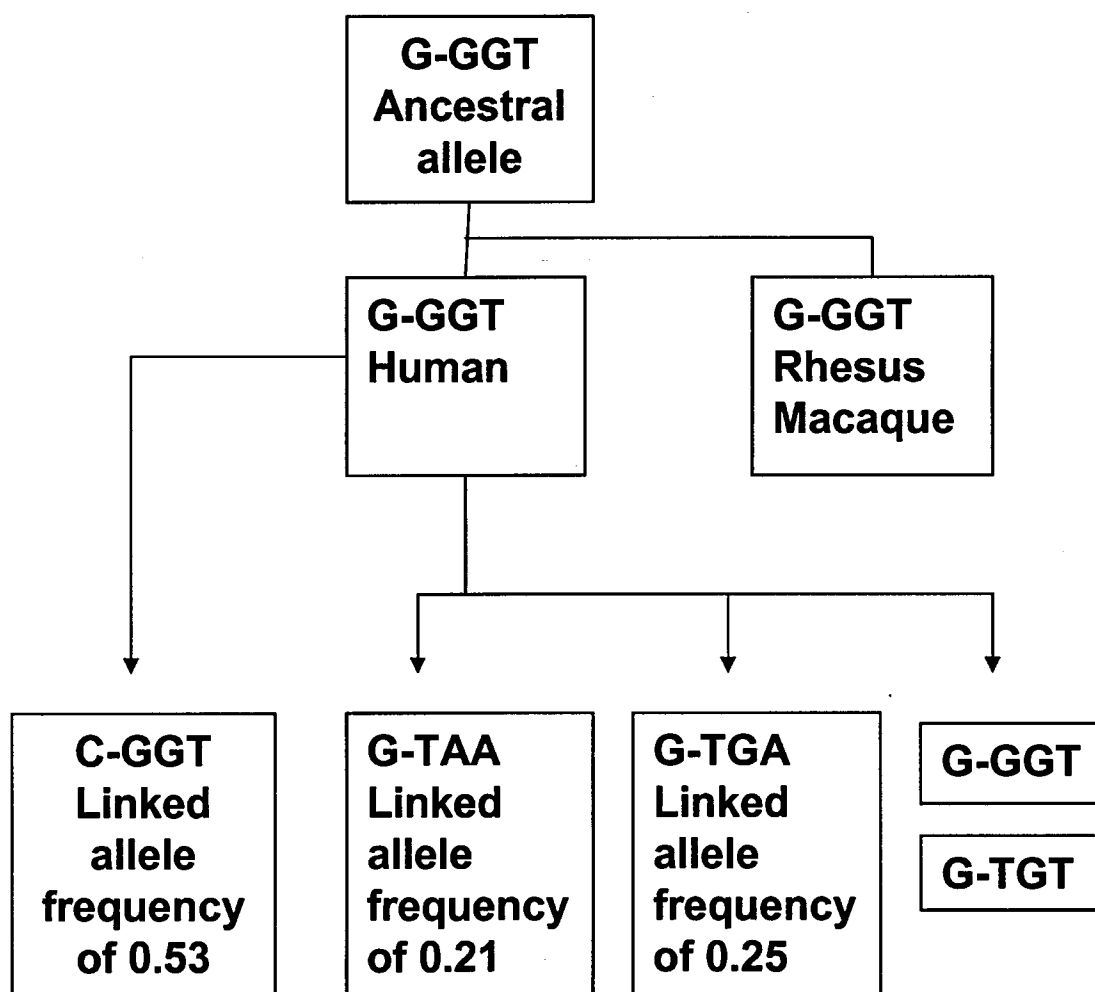 G-GGT
Ancestral
allele
G-GGT
Human
G-GGT
Rhesus
Macaque
C-GGT
Linked
allele
frequency
of 0.53
G-TAA
Linked
allele
frequency
of 0.21
G-TGA
Linked
allele
frequency
of 0.25
G-GGT
G-TGT